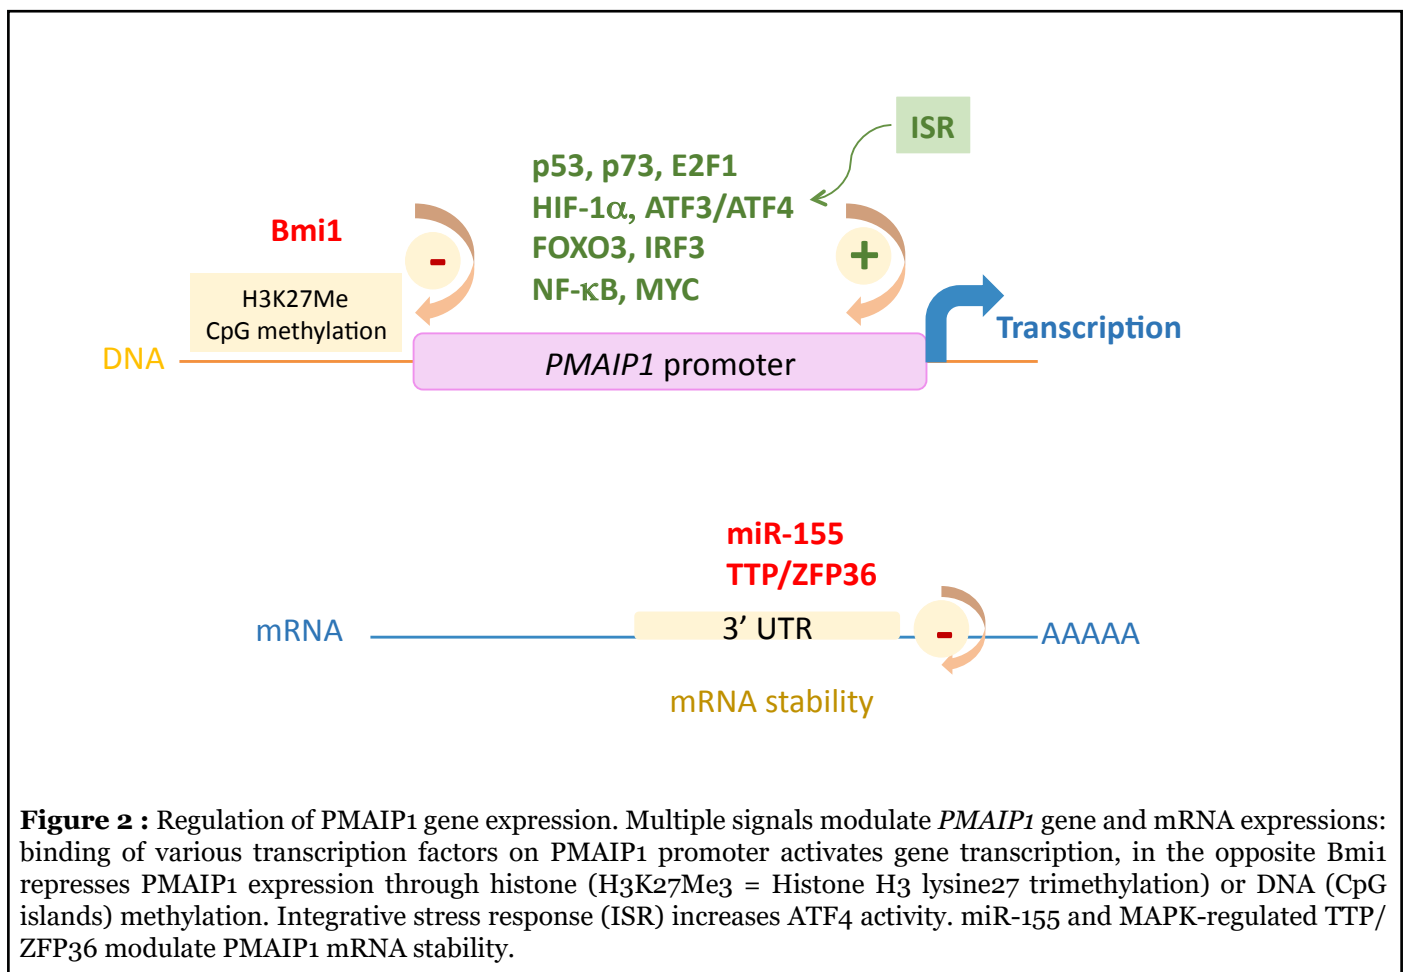 ISR
p53, p73, E2F1
HIF-1α, ATF3/ATF4
FOXO3, IRF3
NF-κB, MYC
Bmi1
-
+
H3K27Me
CpG methylation
DNA
PMAIP1 promoter
Transcription
miR-155
TTP/ZFP36
mRNA
3’ UTR
-
AAAAA
mRNA stability
Figure 2 : Regulation of PMAIP1 gene expression. Multiple signals modulate PMAIP1 gene and mRNA expressions:
binding of various transcription factors on PMAIP1 promoter activates gene transcription, in the opposite Bmi1
represses PMAIP1 expression through histone (H3K27Me3 = Histone H3 lysine27 trimethylation) or DNA (CpG
islands) methylation. Integrative stress response (ISR) increases ATF4 activity. miR-155 and MAPK-regulated TTP/
ZFP36 modulate PMAIP1 mRNA stability.